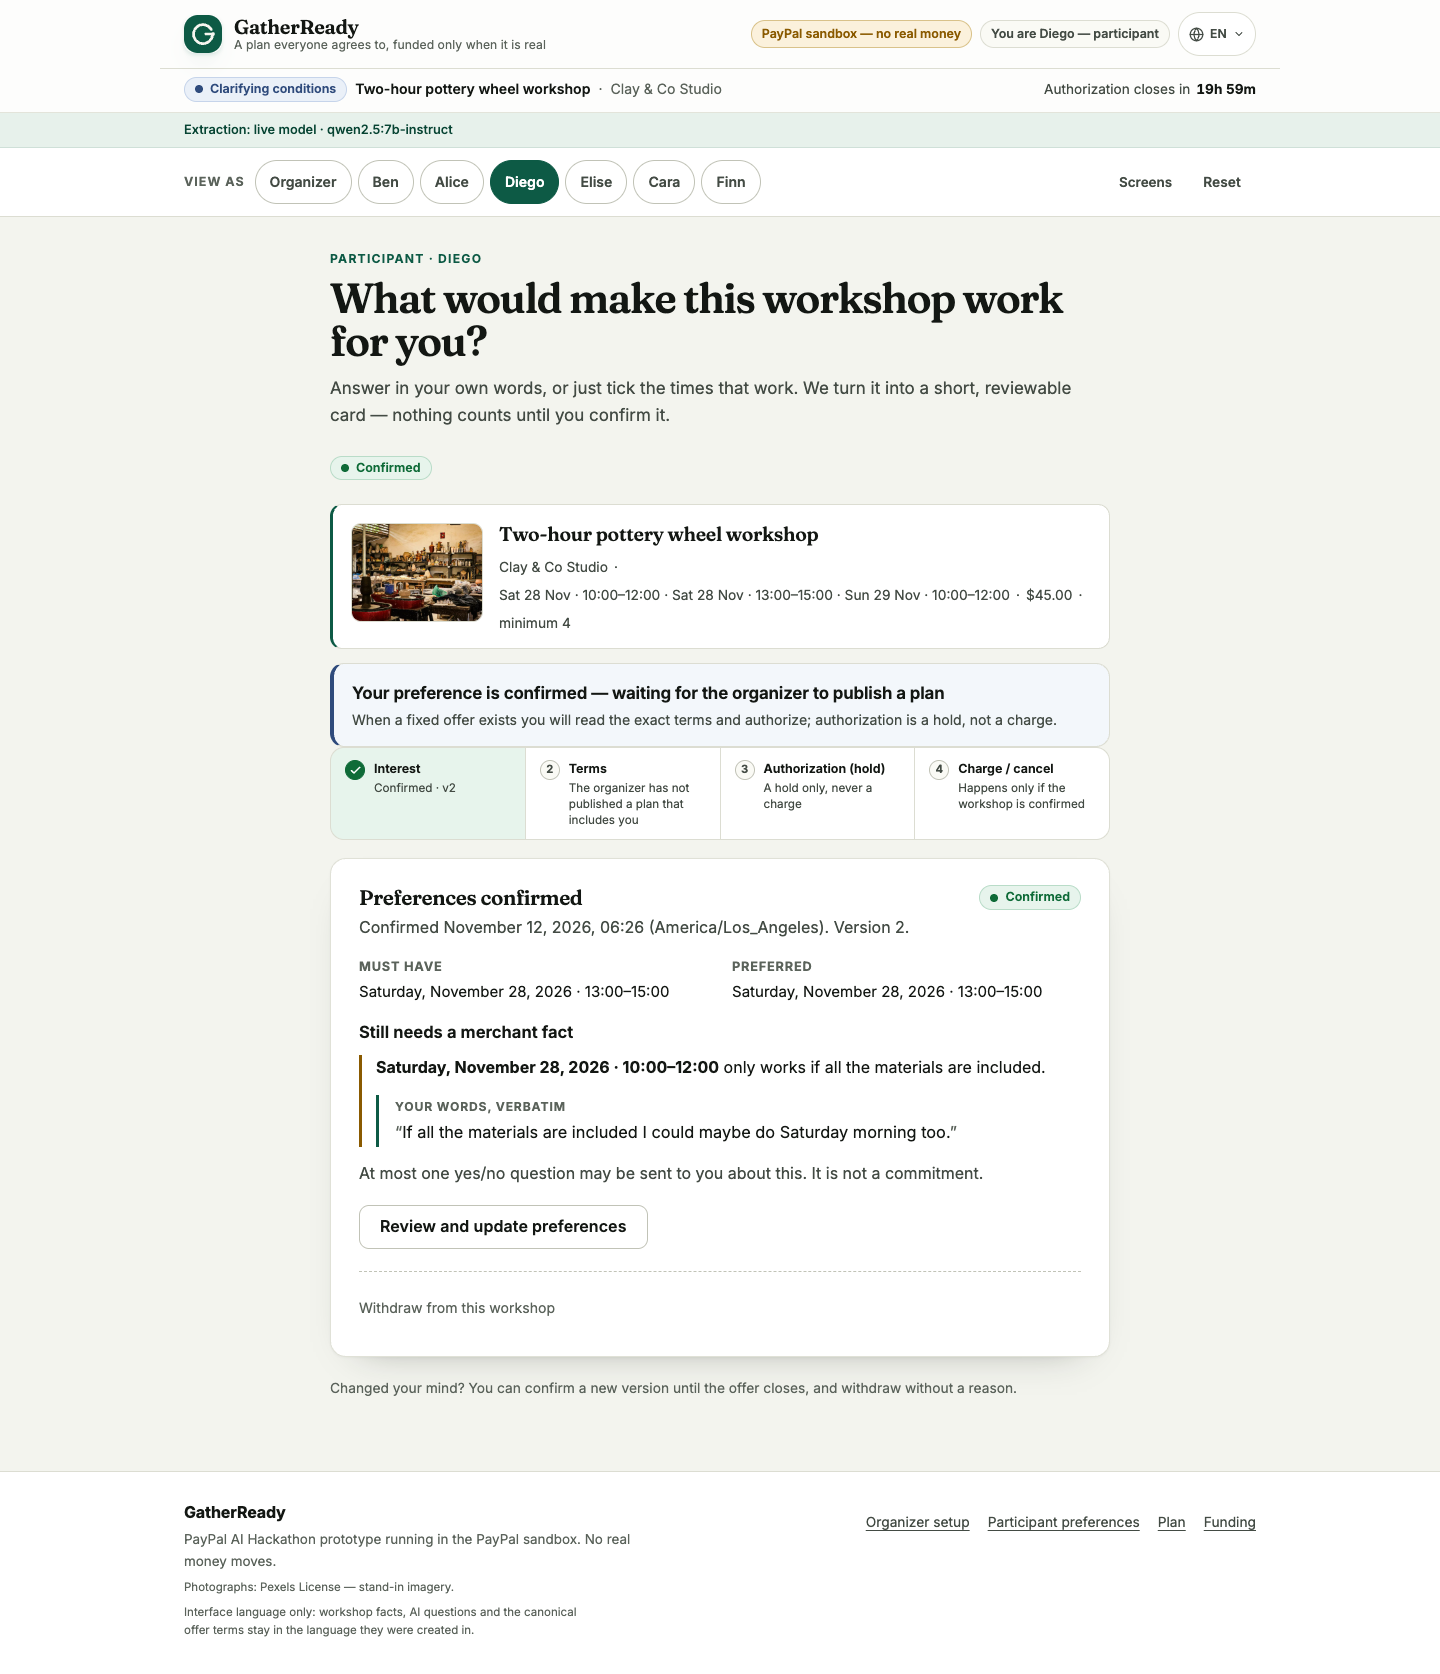 GatherReady
A plan everyone agrees to, funded only when it is real
PayPal sandbox — no real money
You are Diego — participant
EN
Clarifying conditions
Two-hour pottery wheel workshop · Clay & Co Studio
Authorization closes in 19h 59m
Extraction: live model · qwen2.5:7b-instruct
VIEW AS
Organizer
Ben
Alice
Diego
Elise
Cara
Finn
Screens
Reset
PARTICIPANT · DIEGO
What would make this workshop work
for you?
Answer in your own words, or just tick the times that work. We turn it into a short, reviewable
card — nothing counts until you confirm it.
Confirmed
Two-hour pottery wheel workshop
Clay & Co Studio ·
Sat 28 Nov · 10:00–12:00 · Sat 28 Nov · 13:00–15:00 · Sun 29 Nov · 10:00–12:00 · $45.00 ·
minimum 4
Your preference is confirmed — waiting for the organizer to publish a plan
When a fixed offer exists you will read the exact terms and authorize; authorization is a hold, not a charge.
Interest
Confirmed · v2
2
Terms
The organizer has not
published a plan that
includes you
3
Authorization (hold)
A hold only, never a
charge
4
Charge / cancel
Happens only if the
workshop is confirmed
Preferences confirmed
Confirmed
Confirmed November 12, 2026, 06:26 (America/Los_Angeles). Version 2.
MUST HAVE
Saturday, November 28, 2026 · 13:00–15:00
PREFERRED
Saturday, November 28, 2026 · 13:00–15:00
Still needs a merchant fact
Saturday, November 28, 2026 · 10:00–12:00 only works if all the materials are included.
YOUR WORDS, VERBATIM
“If all the materials are included I could maybe do Saturday morning too.”
At most one yes/no question may be sent to you about this. It is not a commitment.
Review and update preferences
Withdraw from this workshop
Changed your mind? You can confirm a new version until the offer closes, and withdraw without a reason.
GatherReady
PayPal AI Hackathon prototype running in the PayPal sandbox. No real
money moves.
Photographs: Pexels License — stand-in imagery.
Interface language only: workshop facts, AI questions and the canonical
offer terms stay in the language they were created in.
Organizer setup
Participant preferences
Plan
Funding